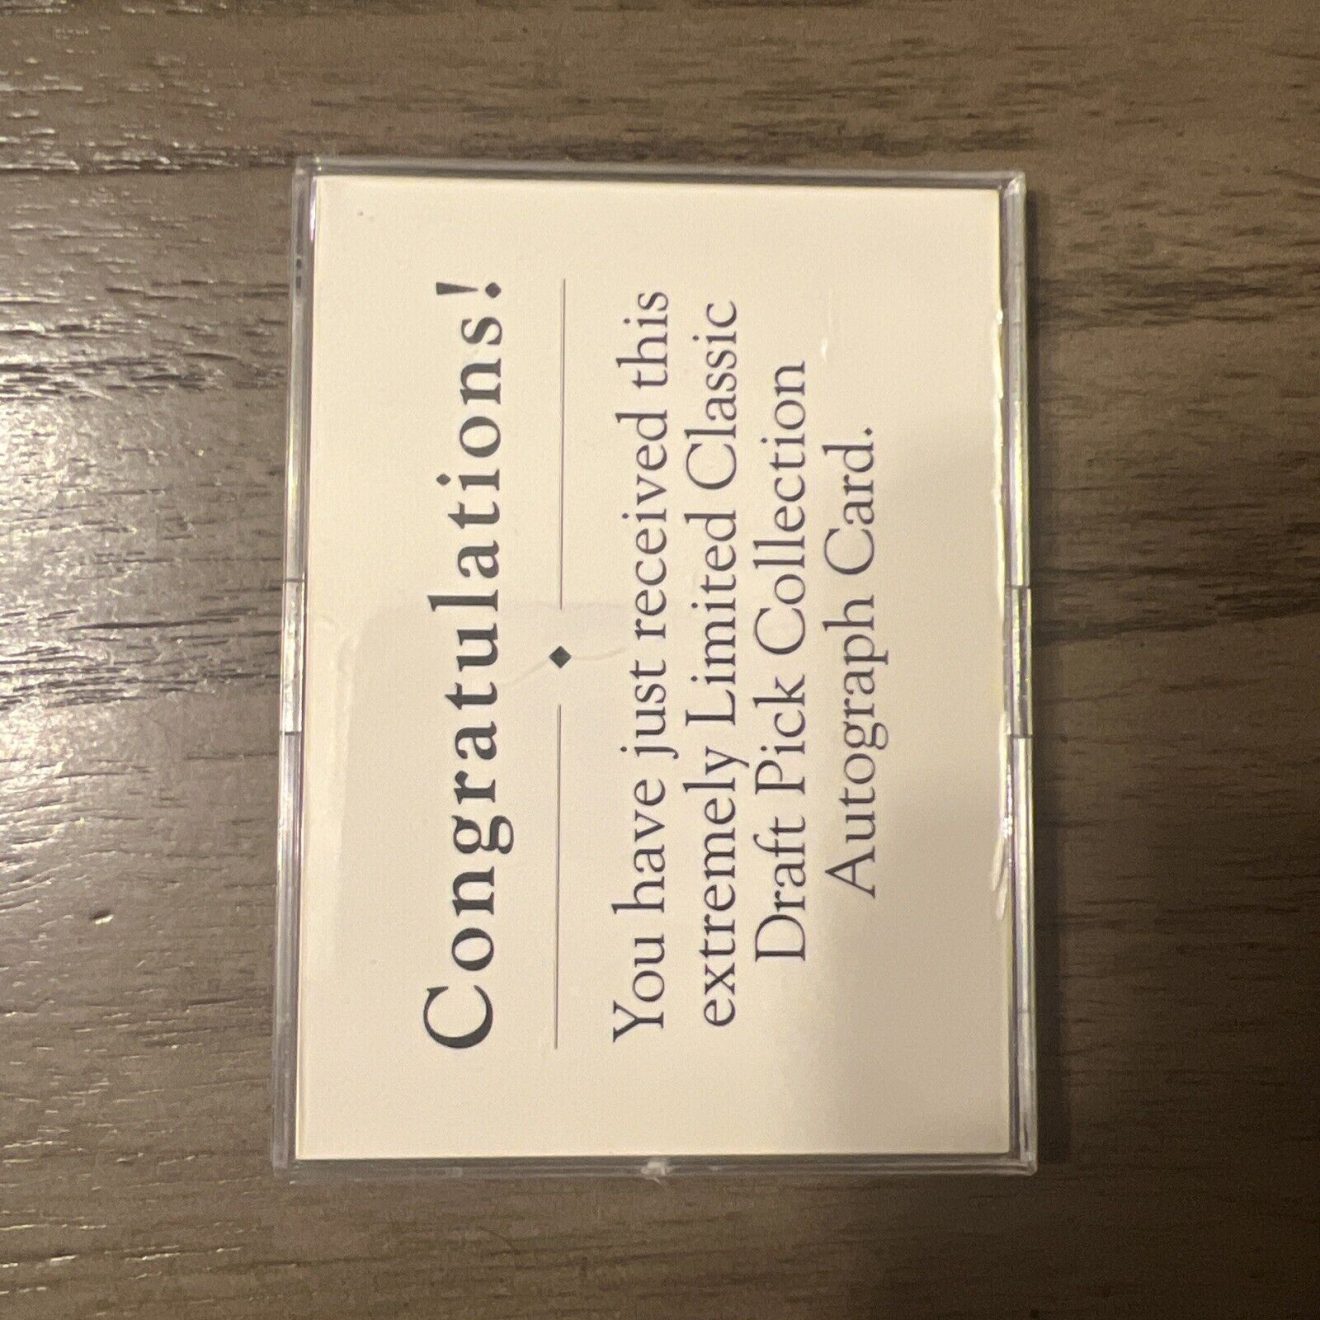 Congratulations!
You have just received this
extremely Limited Classic
Draft Pick Collection
Autograph Card.